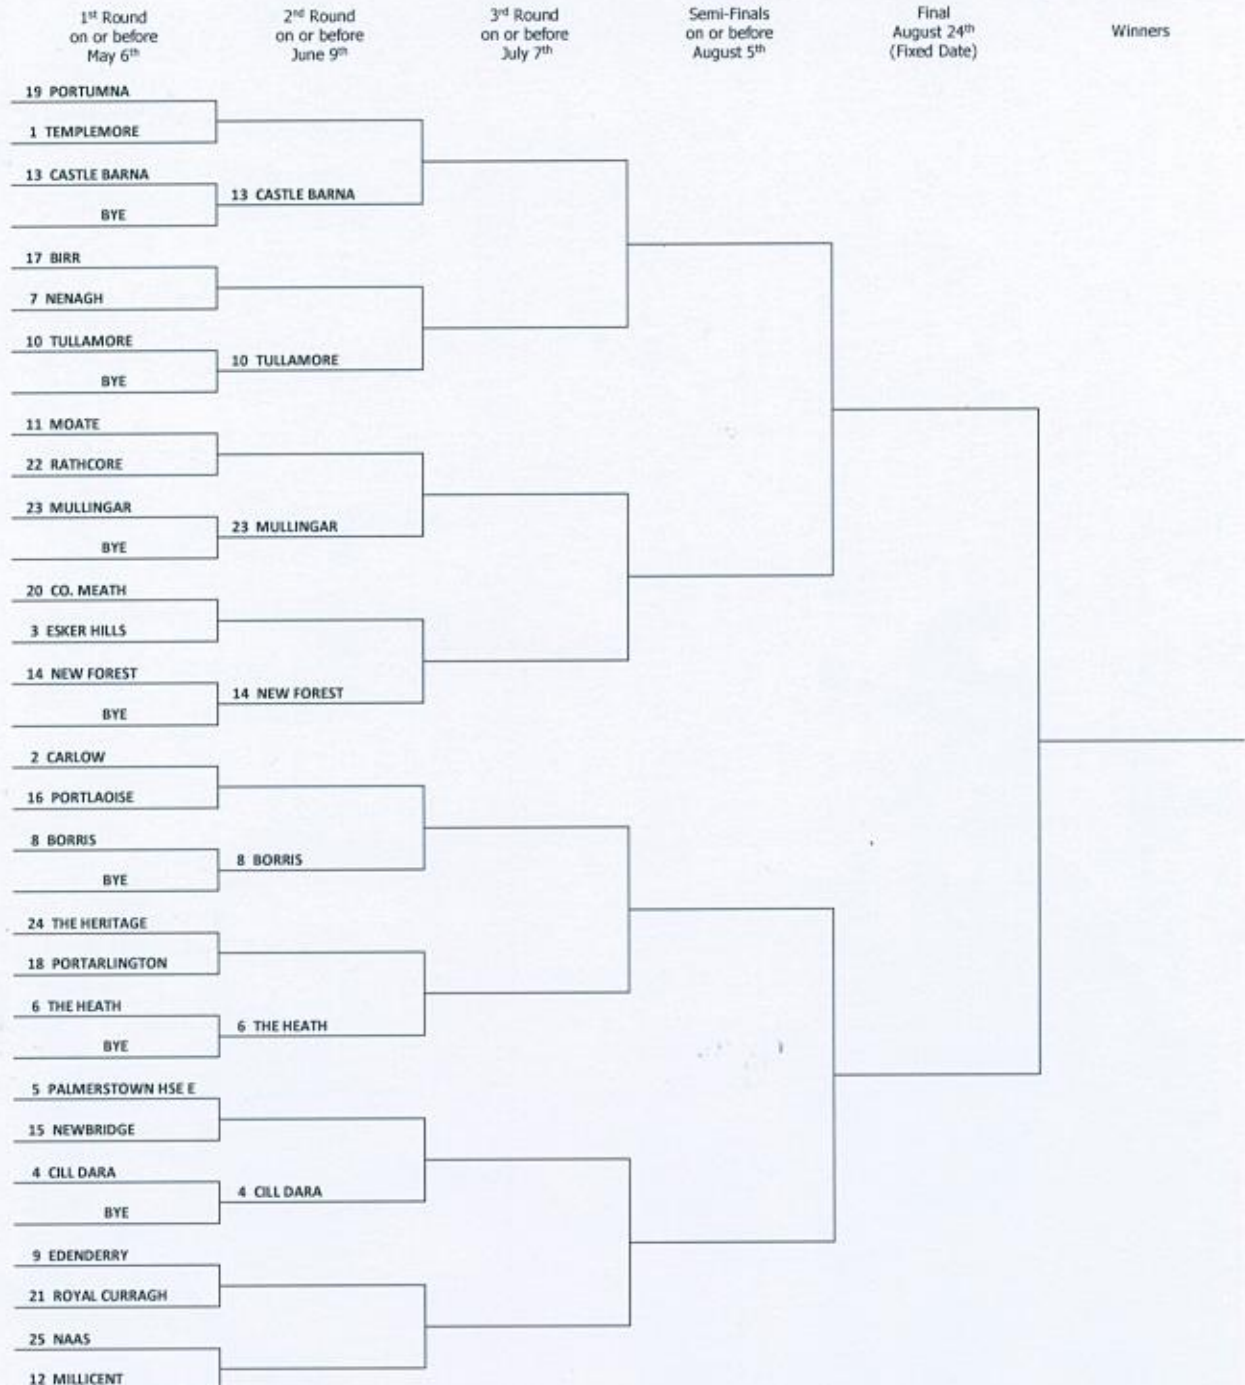 1st Round
on or before
May 6th
2nd Round
on or before
June 9th
3rd Round
on or before
July 7th
Semi-Finals
on or before
August 5th
Final
August 24th
(Fixed Date)
Winners
19 PORTUMNA
1 TEMPLEMORE
13 CASTLE BARNA
13 CASTLE BARNA
BYE
17 BIRR
7 NENAGH
10 TULLAMORE
10 TULLAMORE
BYE
11 MOATE
22 RATHCORE
23 MULLINGAR
23 MULLINGAR
BYE
20 CO. MEATH
3 ESKER HILLS
14 NEW FOREST
14 NEW FOREST
BYE
2 CARLOW
16 PORTLAOISE
8 BORRIS
8 BORRIS
BYE
24 THE HERITAGE
18 PORTARLINGTON
6 THE HEATH
6 THE HEATH
BYE
5 PALMERSTOWN HSE E
15 NEWBRIDGE
4 CILL DARA
4 CILL DARA
BYE
9 EDENDERRY
21 ROYAL CURRAGH
25 NAAS
12 MILLICENT